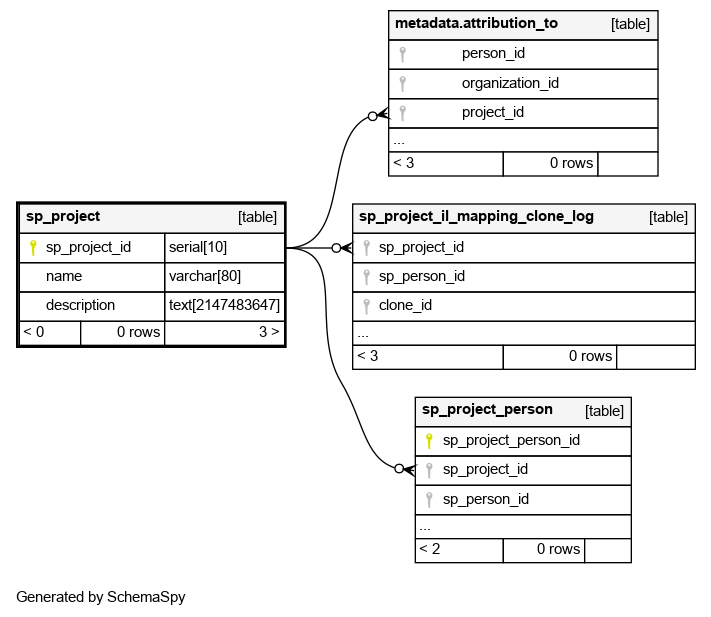 metadata.attribution_to [table]
person_id
organization_id
project_id
...
< 3 0 rows
sp_project [table]
sp_project_id serial[10]
name varchar[80]
description text[2147483647]
< 0 0 rows 3 >
sp_project_il_mapping_clone_log [table]
sp_project_id
sp_person_id
clone_id
...
< 3 0 rows
sp_project_person [table]
sp_project_person_id
sp_project_id
sp_person_id
...
< 2 0 rows
Generated by SchemaSpy